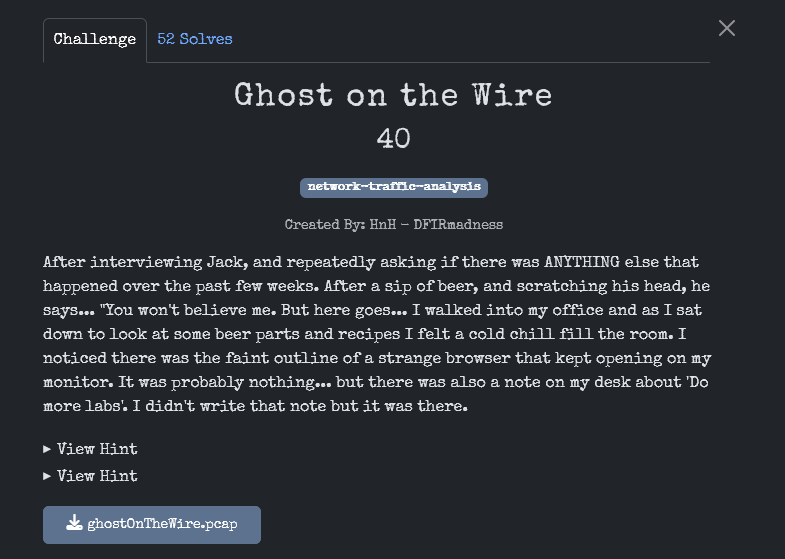 Challenge
52 Solves
Ghost on the Wire
40
network-traffic-analysis
Created By: HnH - DFIRmadness
After interviewing Jack, and repeatedly asking if there was ANYTHING else that
happened over the past few weeks. After a sip of beer, and scratching his head, he
says... "You won't believe me. But here goes... I walked into my office and as I sat
down to look at some beer parts and recipes I felt a cold chill fill the room. I
noticed there was the faint outline of a strange browser that kept opening on my
monitor. It was probably nothing... but there was also a note on my desk about 'Do
more labs'. I didn't write that note but it was there.
▸ View Hint
▸ View Hint
ghostOnTheWire.pcap